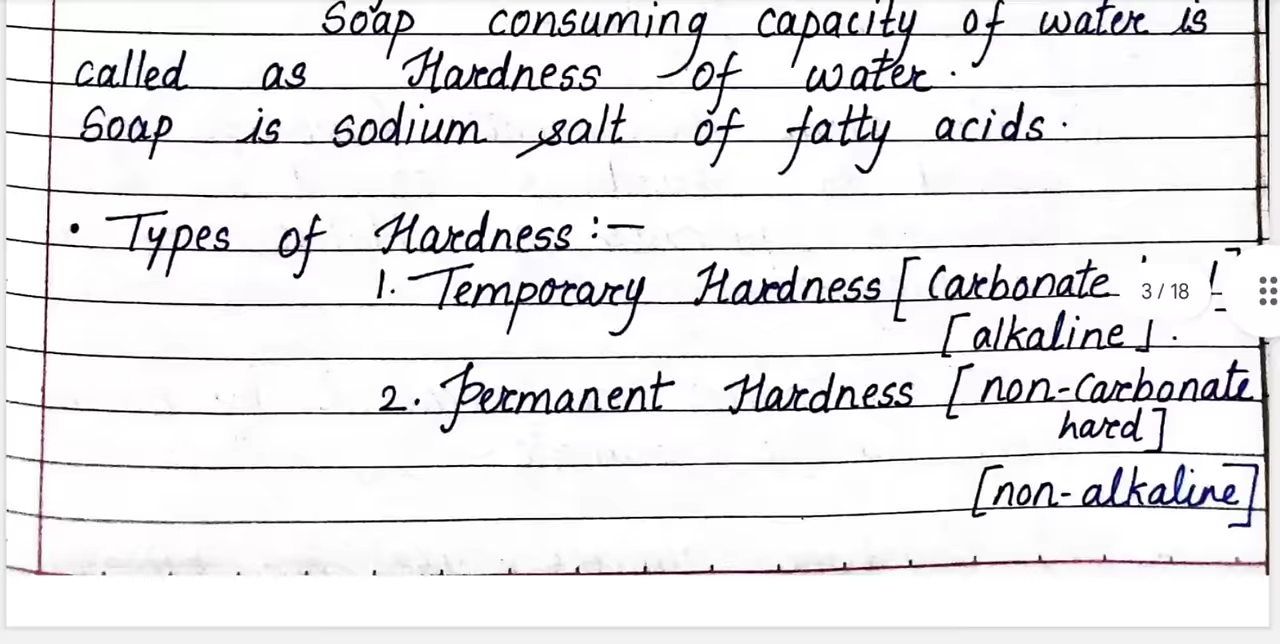 Soap consuming capacity of water is
called as Hardness of water.
Soap is sodium salt of fatty acids.
• Types of Hardness :-
1. Temporary Hardness [Carbonate
3 / 18
[alkaline].
2. Permanent Hardness [non-Carbonate
hard]
[non-alkaline]